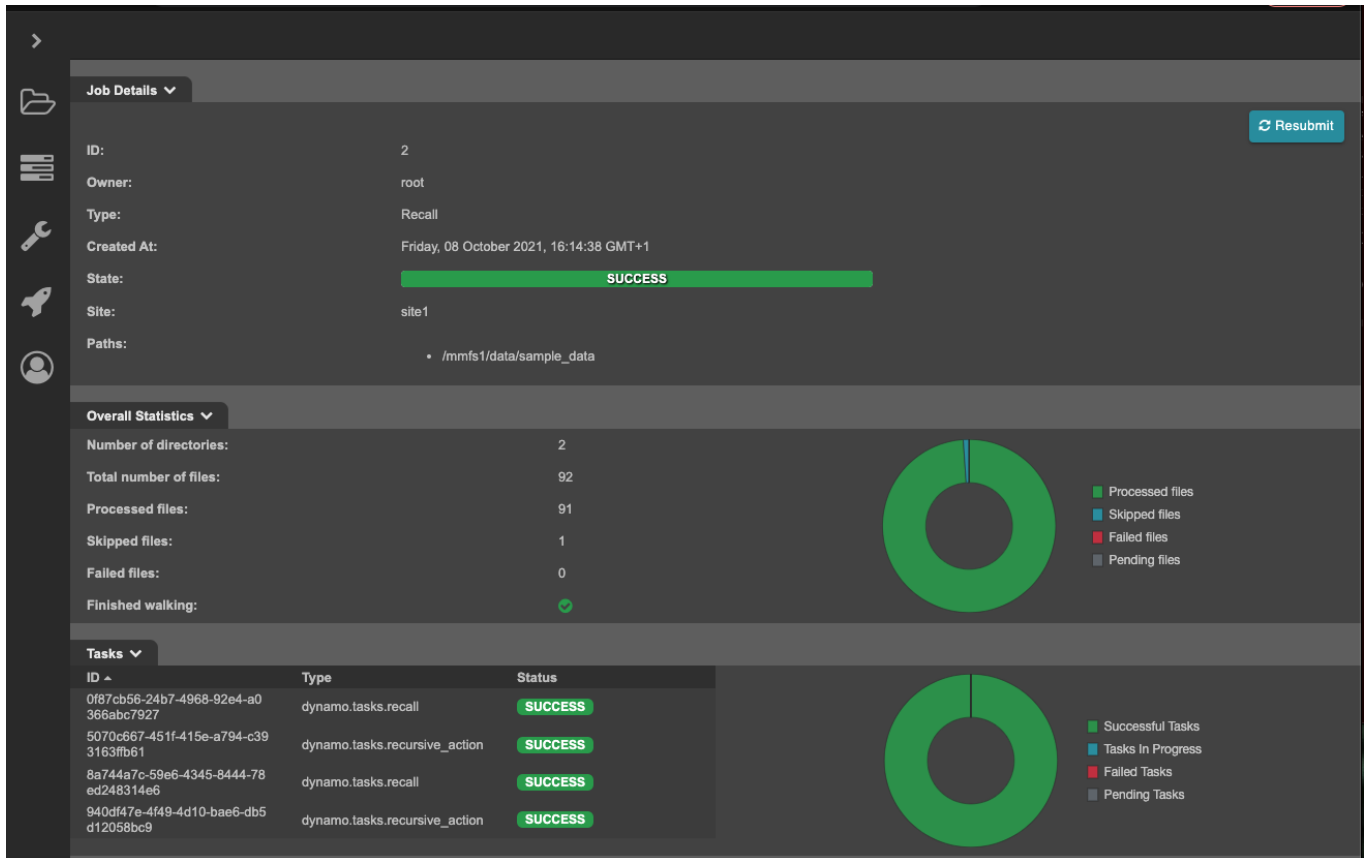 Job Details
Resubmit
ID: 2
Owner: root
Type: Recall
Created At: Friday, 08 October 2021, 16:14:38 GMT+1
State: SUCCESS
Site: site1
Paths:
• /mmfs1/data/sample_data
Overall Statistics
Number of directories: 2
Total number of files: 92
Processed files: 91
Skipped files: 1
Failed files: 0
Finished walking:
Processed files
Skipped files
Failed files
Pending files
Tasks
ID Type Status
0f87cb56-24b7-4968-92e4-a0
366abc7927
dynamo.tasks.recall SUCCESS
5070c667-451f-415e-a794-c39
3163ffb61
dynamo.tasks.recursive_action SUCCESS
8a744a7c-59e6-4345-8444-78
ed248314e6
dynamo.tasks.recall SUCCESS
940df47e-4f49-4d10-bae6-db5
d12058bc9
dynamo.tasks.recursive_action SUCCESS
Successful Tasks
Tasks In Progress
Failed Tasks
Pending Tasks